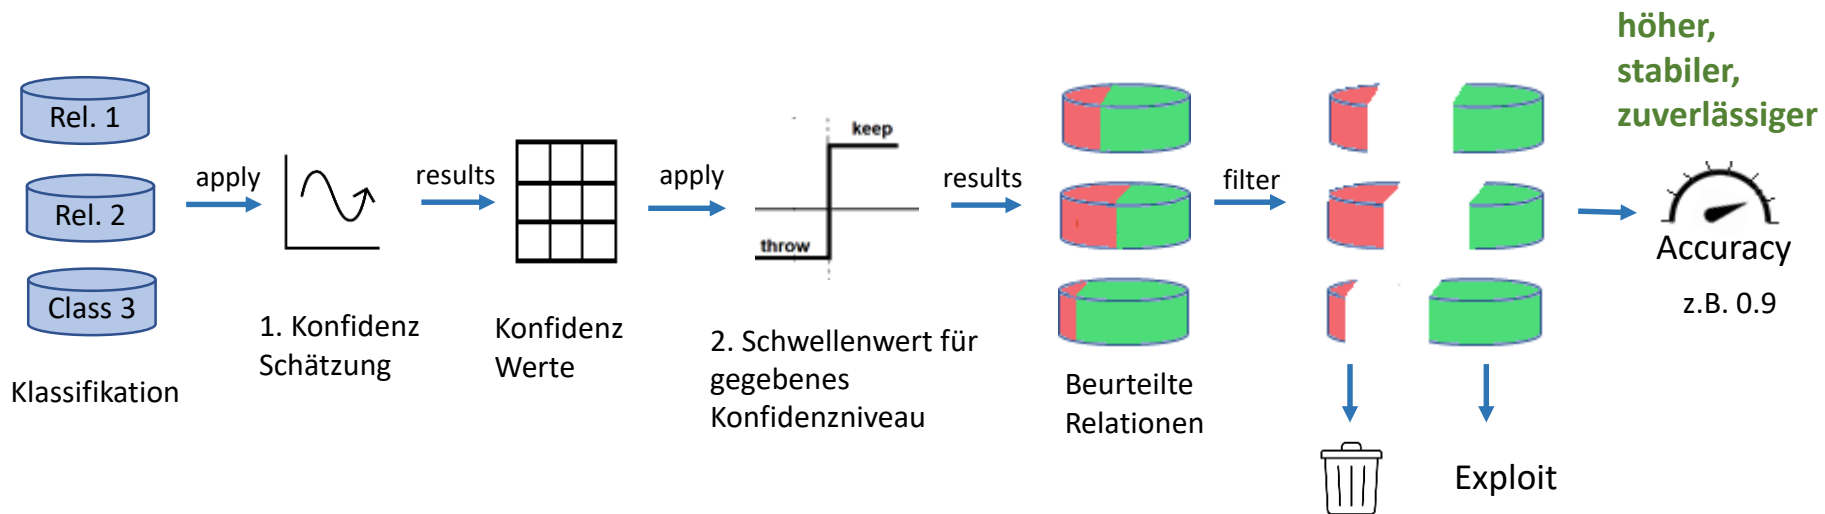 Rel. 1
Rel. 2
Class 3
Klassifikation
apply
1. Konfidenz
Schätzung
results
Konfidenz
Werte
apply
keep
throw
2. Schwellenwert für
gegebenes
Konfidenzniveau
results
Beurteilte
Relationen
filter
Exploit
höher,
stabiler,
zuverlässiger
Accuracy
z.B. 0.9